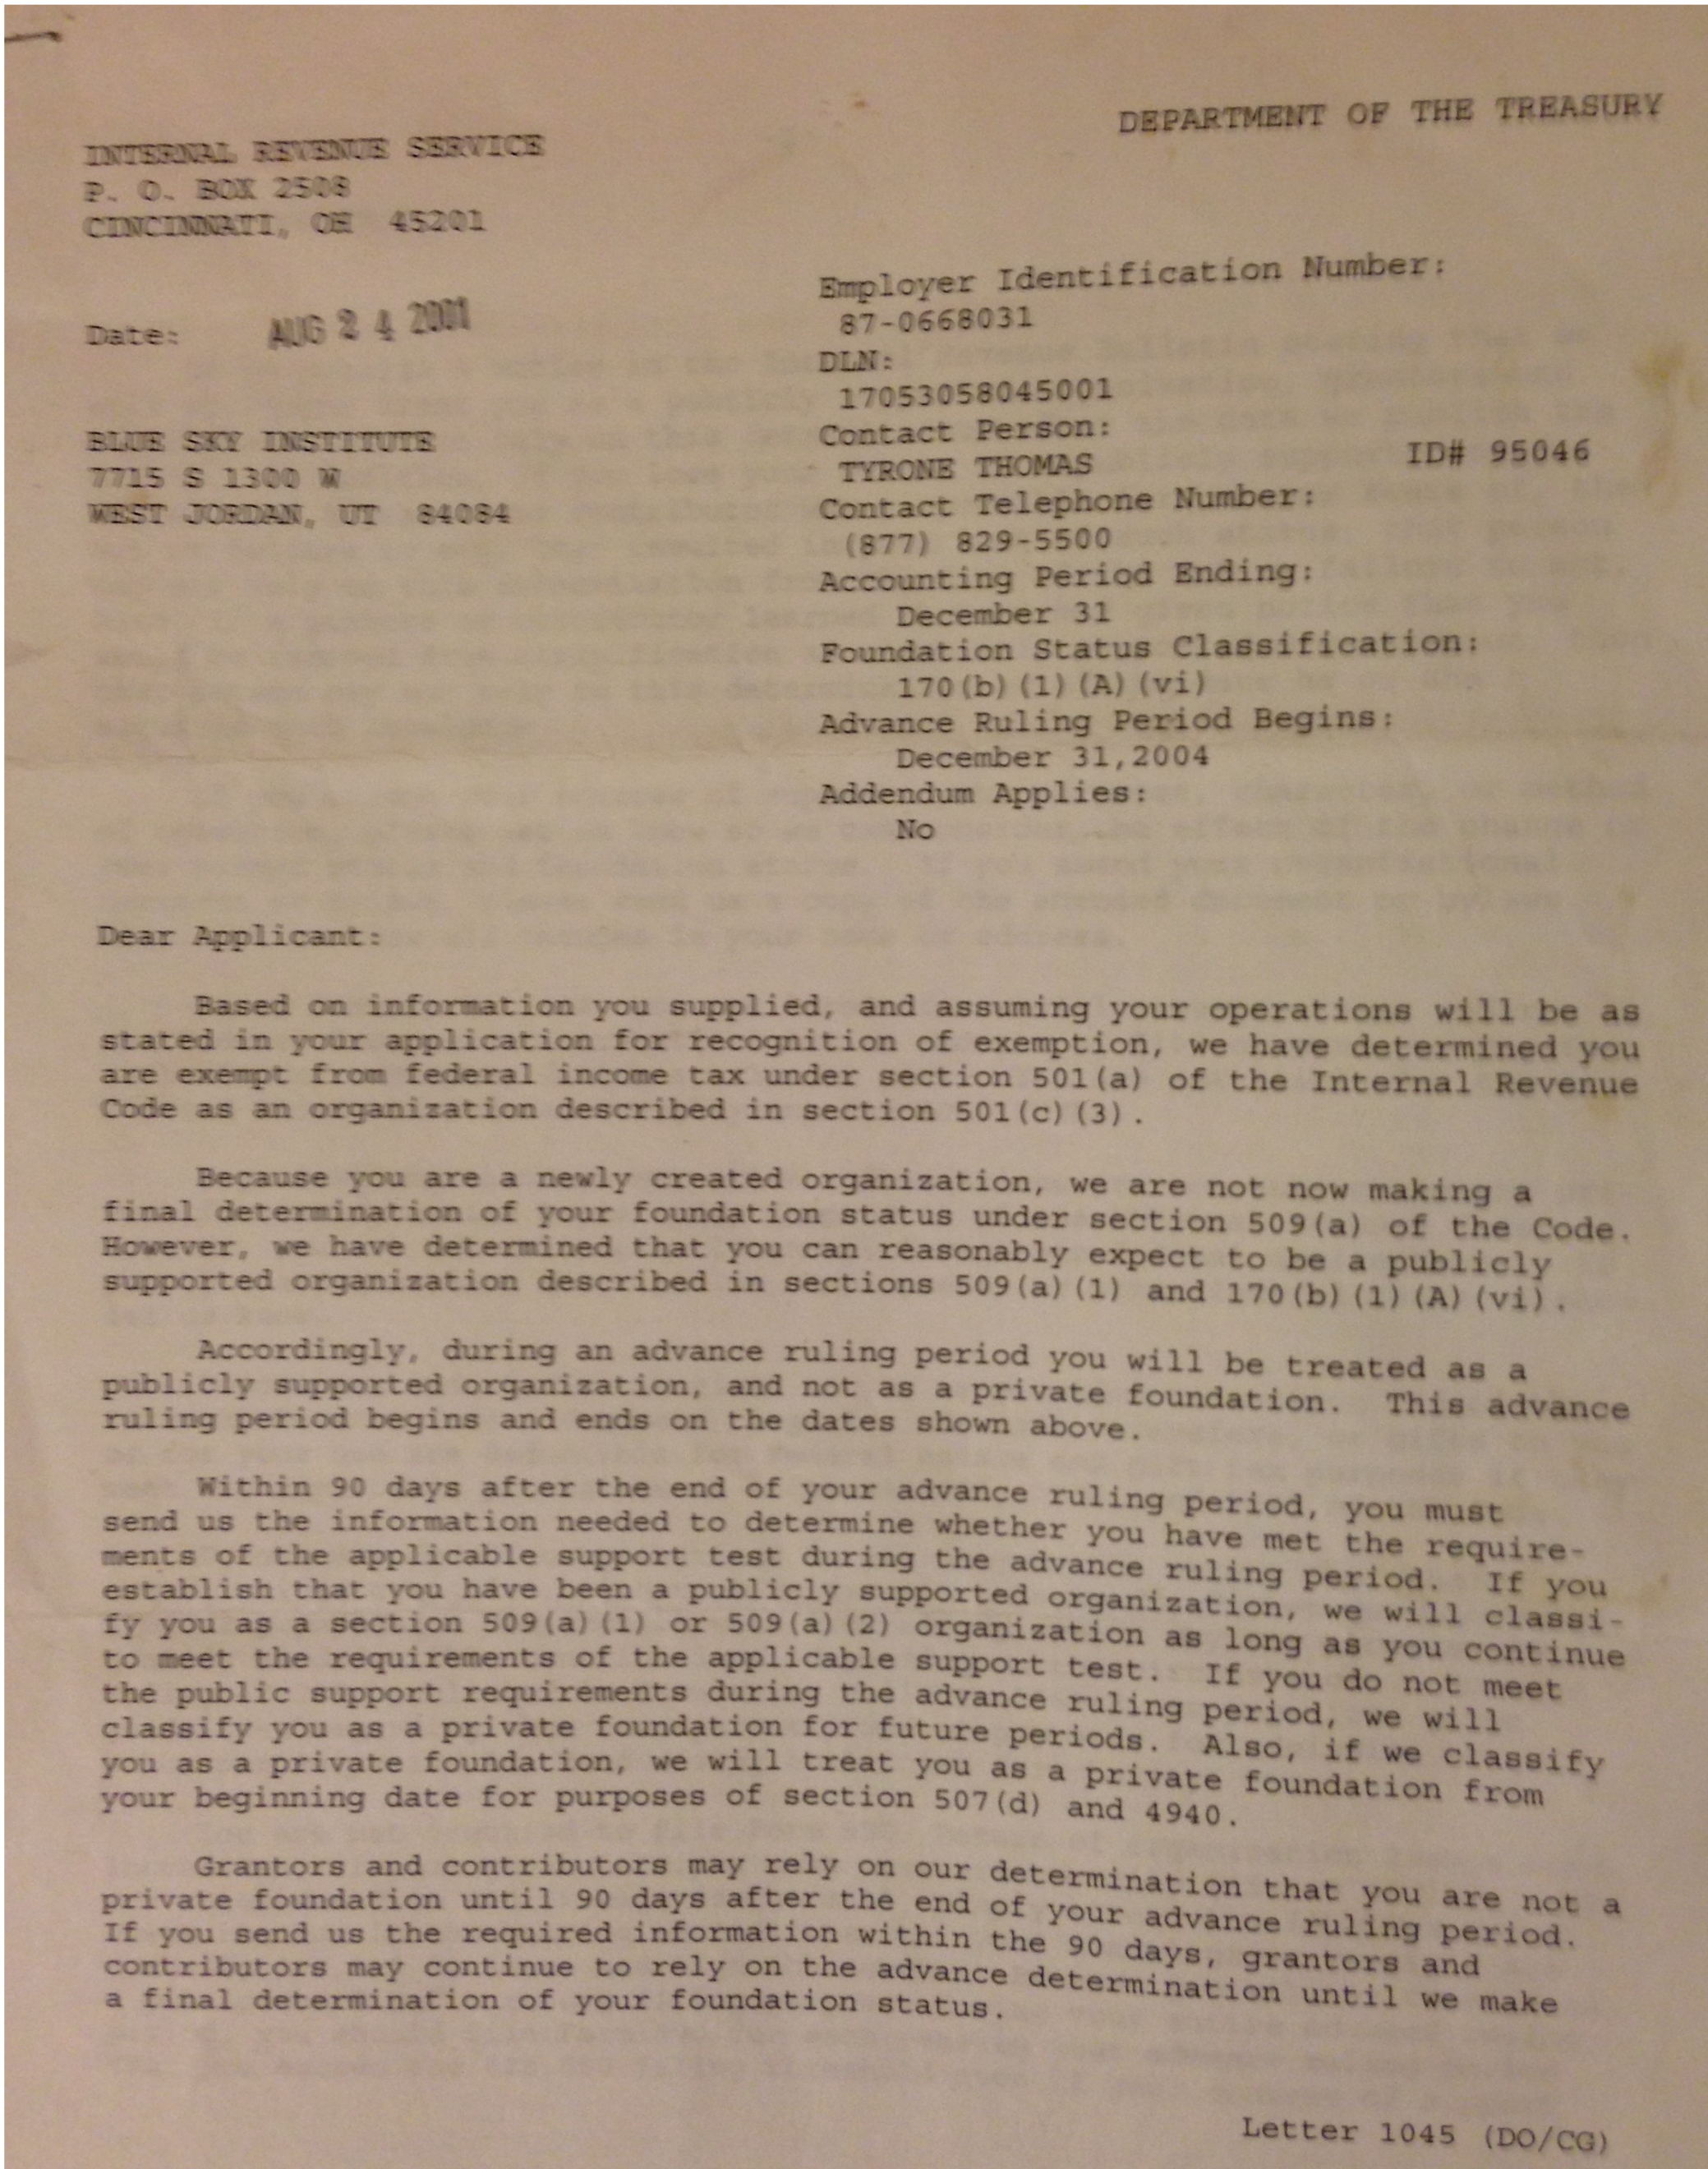 DEPARTMENT OF THE TREASURY
INTERNAL REVENUE SERVICE
P. O. BOX 2508
CINCINNATI, OH 45201
Date: AUG 24 2001
BLUE SKY INSTITUTE
7715 S 1300 W
WEST JORDAN, UT 84084
Employer Identification Number:
87-0668031
DLN:
17053058045001
Contact Person:
TYRONE THOMAS ID# 95046
Contact Telephone Number:
(877) 829-5500
Accounting Period Ending:
December 31
Foundation Status Classification:
170(b)(1)(A)(vi)
Advance Ruling Period Begins:
December 31,2004
Addendum Applies:
No
Dear Applicant:
Based on information you supplied, and assuming your operations will be as
stated in your application for recognition of exemption, we have determined you
are exempt from federal income tax under section 501(a) of the Internal Revenue
Code as an organization described in section 501(c)(3).
Because you are a newly created organization, we are not now making a
final determination of your foundation status under section 509(a) of the Code.
However, we have determined that you can reasonably expect to be a publicly
supported organization described in sections 509(a)(1) and 170(b)(1)(A)(vi).
Accordingly, during an advance ruling period you will be treated as a
publicly supported organization, and not as a private foundation. This advance
ruling period begins and ends on the dates shown above.
Within 90 days after the end of your advance ruling period, you must
send us the information needed to determine whether you have met the require-
ments of the applicable support test during the advance ruling period. If you
establish that you have been a publicly supported organization, we will classi-
fy you as a section 509(a)(1) or 509(a)(2) organization as long as you continue
to meet the requirements of the applicable support test. If you do not meet
the public support requirements during the advance ruling period, we will
classify you as a private foundation for future periods. Also, if we classify
you as a private foundation, we will treat you as a private foundation from
your beginning date for purposes of section 507(d) and 4940.
Grantors and contributors may rely on our determination that you are not a
private foundation until 90 days after the end of your advance ruling period.
If you send us the required information within the 90 days, grantors and
contributors may continue to rely on the advance determination until we make
a final determination of your foundation status.
Letter 1045 (DO/CG)